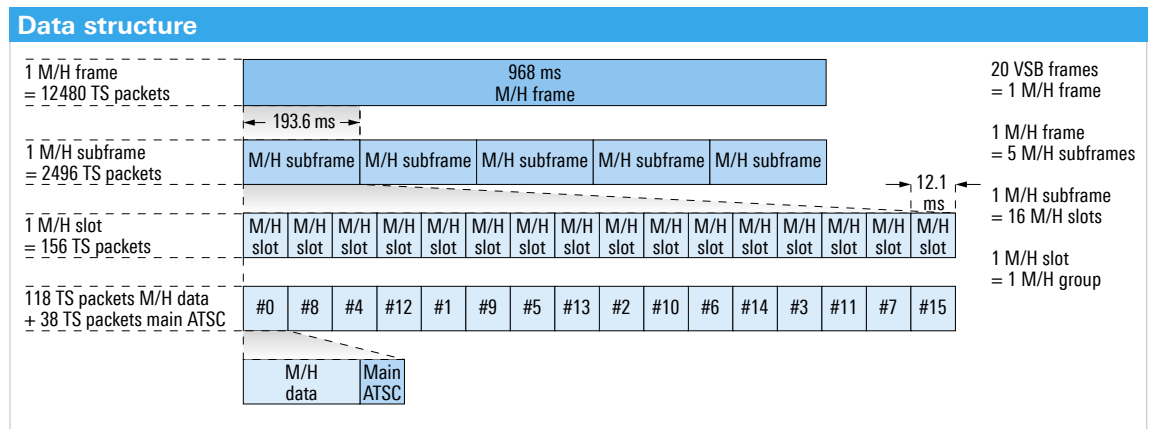 Data structure
1 M/H frame
= 12480 TS packets
968 ms
M/H frame
20 VSB frames
= 1 M/H frame
193.6 ms
1 M/H frame
= 5 M/H subframes
1 M/H subframe
= 2496 TS packets
M/H subframe M/H subframe M/H subframe M/H subframe M/H subframe
12.1
ms
1 M/H subframe
= 16 M/H slots
1 M/H slot
= 156 TS packets
M/H M/H M/H M/H M/H M/H M/H M/H M/H M/H M/H M/H M/H M/H M/H M/H
slot slot slot slot slot slot slot slot slot slot slot slot slot slot slot slot
1 M/H slot
= 1 M/H group
118 TS packets M/H data
+ 38 TS packets main ATSC
#0 #8 #4 #12 #1 #9 #5 #13 #2 #10 #6 #14 #3 #11 #7 #15
M/H
data
Main
ATSC